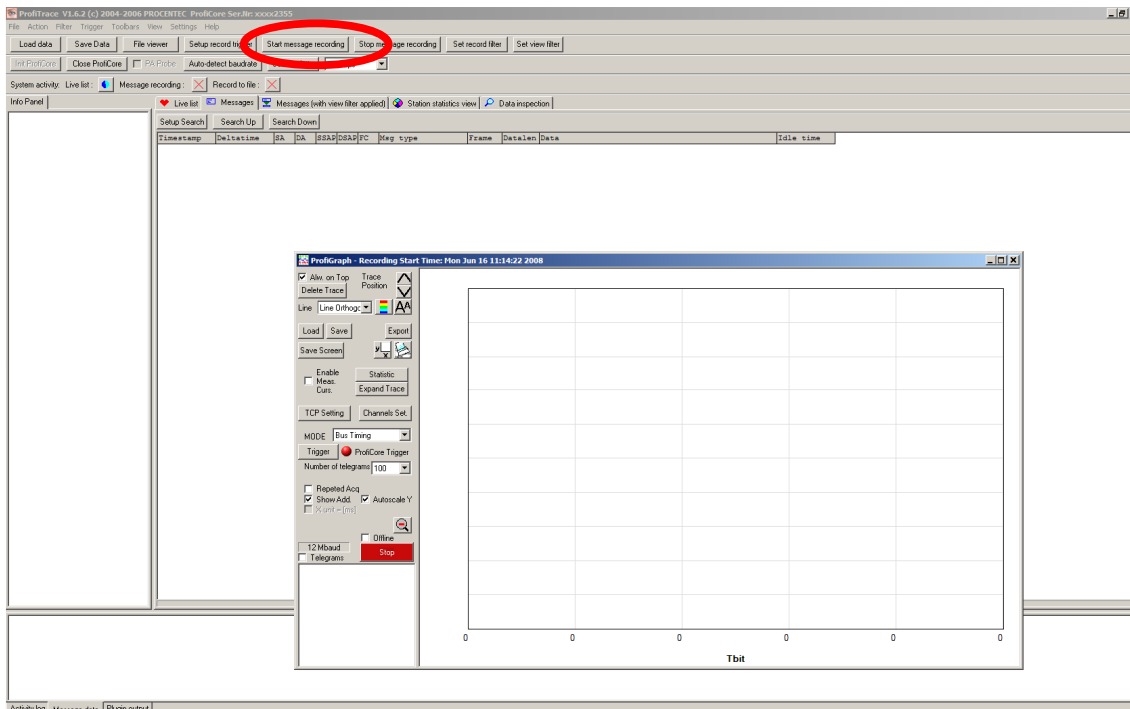 ProfiTrace V1.6.2 (c) 2004-2006 PROCENTEC ProfiCore Ser.Nr: xxxx2355
File Action Filter Trigger Toolbars View Settings Help
Load data Save Data File viewer Setup record trigger Start message recording Stop message recording Set record filter Set view filter
Init ProfiCore Close ProfiCore PA Probe Auto-detect baudrate
System activity: Live list : Message recording : Record to file :
Info Panel Live list Messages Messages (with view filter applied) Station statistics view Data inspection
Setup Search Search Up Search Down
Timestamp Deltatime SA DA SSAP DSAP FC Msg type Frame Datalen Data Idle time
ProfiGraph - Recording Start Time: Mon Jun 16 11:14:22 2008
Alw. on Top Trace Position
Delete Trace
Line Line Orthogc AA
Load Save Export
Save Screen y x
Enable Meas. Curs. Statistic
Expand Trace
TCP Setting Channels Set.
MODE Bus Timing
Trigger ProfiCore Trigger
Number of telegrams 100
Repeted Acq
Show Add. Autoscale Y
X unit = [ms]
Offline
12 Mbaud Stop
Telegrams
0 0 0 0 0 0
Tbit
Activity log Message data Plugin output